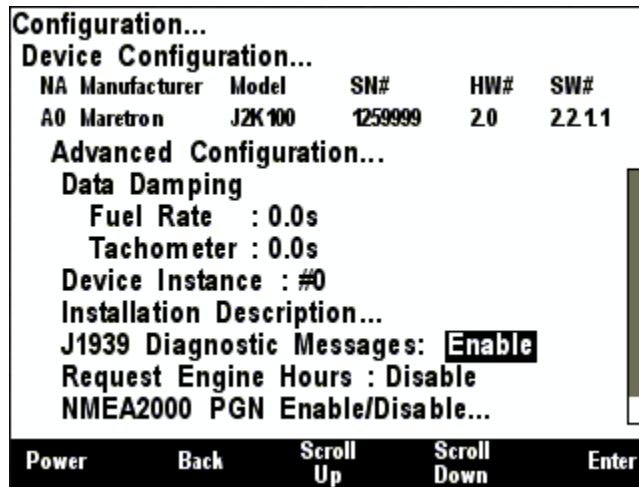 Configuration...
Device Configuration...
NA Manufacturer Model SN# HW# SW#
A0 Maretron J2K100 1259999 2.0 2.2.1.1
Advanced Configuration...
Data Damping
Fuel Rate : 0.0s
Tachometer : 0.0s
Device Instance : #0
Installation Description...
J1939 Diagnostic Messages: Enable
Request Engine Hours : Disable
NMEA2000 PGN Enable/Disable...
Power Back Scroll Up Scroll Down Enter